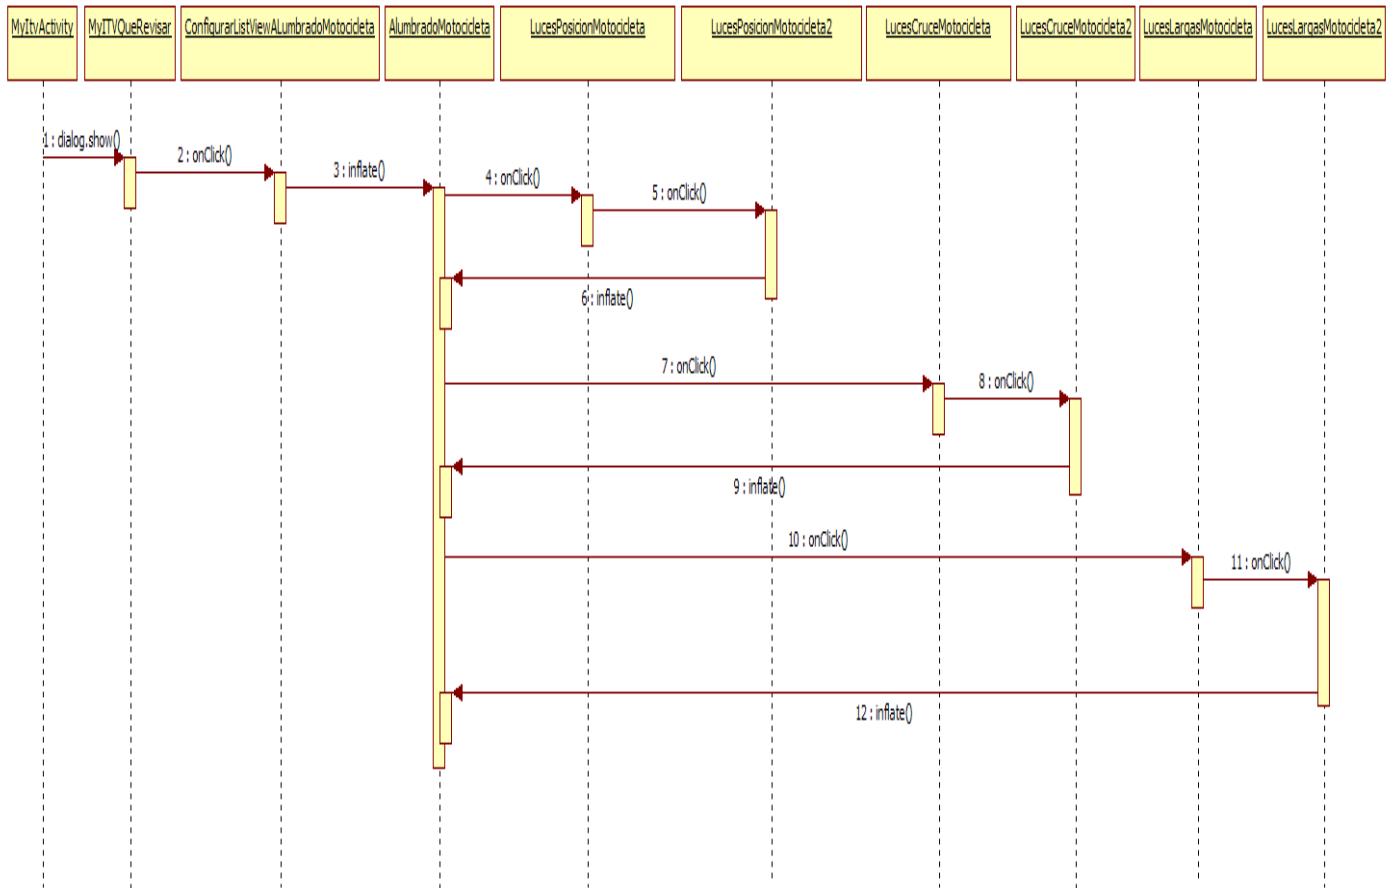 MyItvActivity
MyITVQueRevisar
ConfigurarListViewALumbradoMotocicleta
AlumbradoMotocicleta
LucesPosicionMotocicleta
LucesPosicionMotocicleta2
LucesCruceMotocicleta
LucesCruceMotocicleta2
LucesLargasMotocicleta
LucesLargasMotocicleta2
1 : dialog.show()
2 : onClick()
3 : inflate()
4 : onClick()
5 : onClick()
6 : inflate()
7 : onClick()
8 : onClick()
9 : inflate()
10 : onClick()
11 : onClick()
12 : inflate()